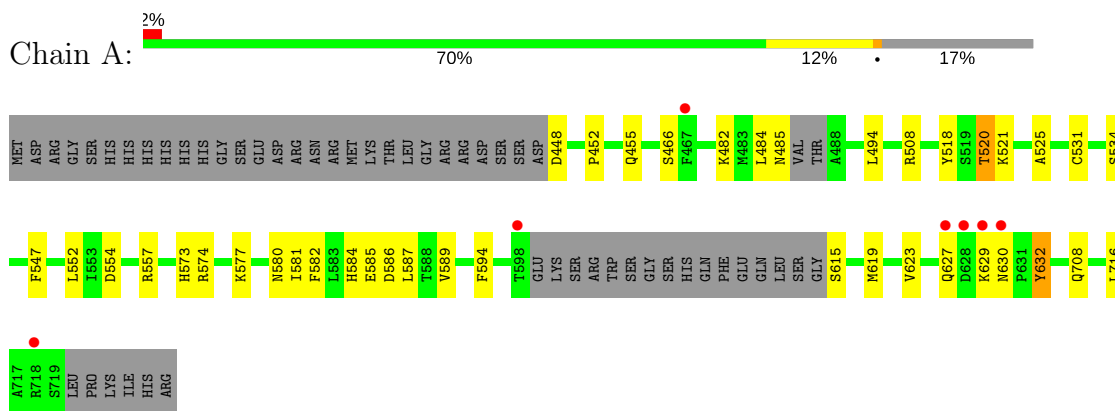 2%
Chain A:
70% 12% • 17%
MET ASP ARG GLY SER HIS HIS HIS HIS HIS HIS GLY SER GLU ASP ARG ASN ARG MET LYS THR LEU GLY ARG ARG ASP SER SER ASP D448 P452 Q455 S466 F467 K482 M483 L484 N485 VAL THR A488 L494 R508 Y518 S519 T520 K521 A525 C531 S534
F547 L552 I553 D554 R557 H573 R574 K577 N580 I581 F582 L583 H584 E585 D586 L587 T588 V589 F594 T598 GLU LYS SER ARG TRP SER GLY SER HIS GLN PHE GLU GLN LEU SER GLY S615 M619 V623 Q627 D628 K629 N630 P631 Y632 Q708 L716
A717 R718 S719 LEU PRO LYS ILE HIS ARG